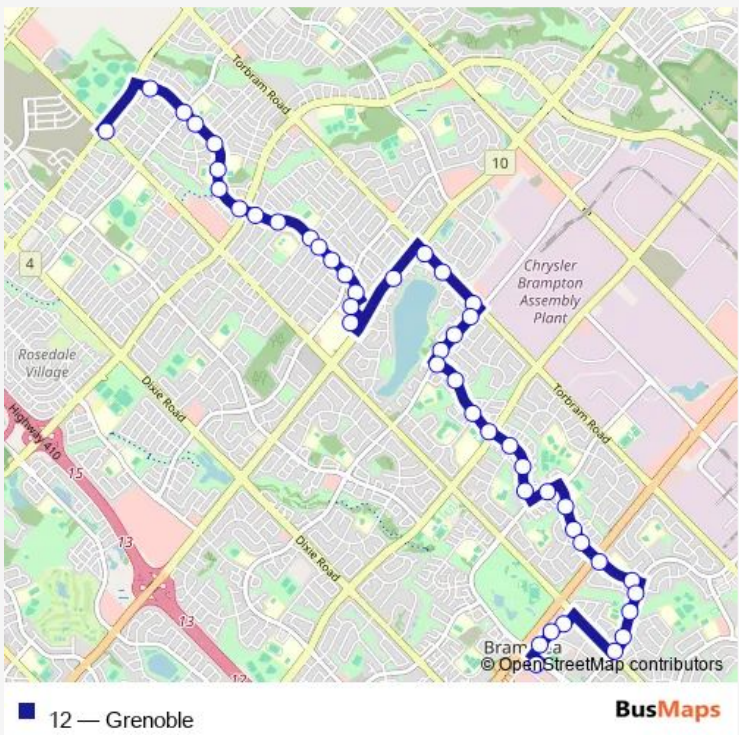 Torbram Road
10
4
Chrysler
Brampton
Assembly
Plant
Rosedale
Village
Dixie Road
Highway 410
15
Torbram Road
13
Dixie Road
13
© OpenStreetMap contributors
12 — Grenoble
BusMaps